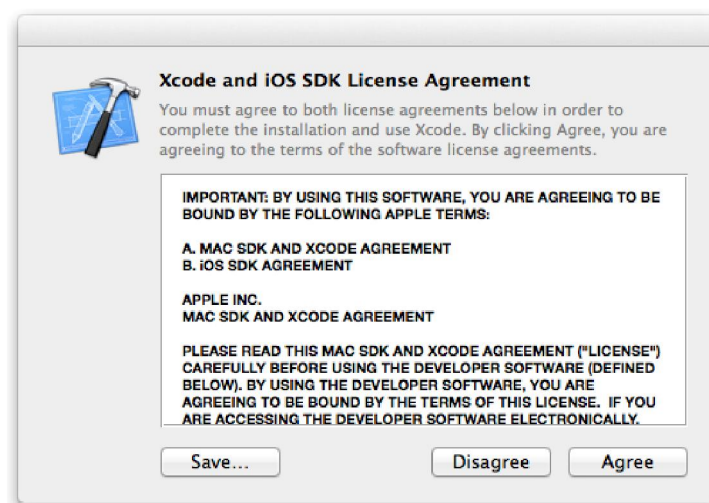 Xcode and iOS SDK License Agreement
You must agree to both license agreements below in order to
complete the installation and use Xcode. By clicking Agree, you are
agreeing to the terms of the software license agreements.
IMPORTANT: BY USING THIS SOFTWARE, YOU ARE AGREEING TO BE
BOUND BY THE FOLLOWING APPLE TERMS:
A. MAC SDK AND XCODE AGREEMENT
B. iOS SDK AGREEMENT
APPLE INC.
MAC SDK AND XCODE AGREEMENT
PLEASE READ THIS MAC SDK AND XCODE AGREEMENT ("LICENSE")
CAREFULLY BEFORE USING THE DEVELOPER SOFTWARE (DEFINED
BELOW). BY USING THE DEVELOPER SOFTWARE, YOU ARE
AGREEING TO BE BOUND BY THE TERMS OF THIS LICENSE. IF YOU
ARE ACCESSING THE DEVELOPER SOFTWARE ELECTRONICALLY,
Save... Disagree Agree